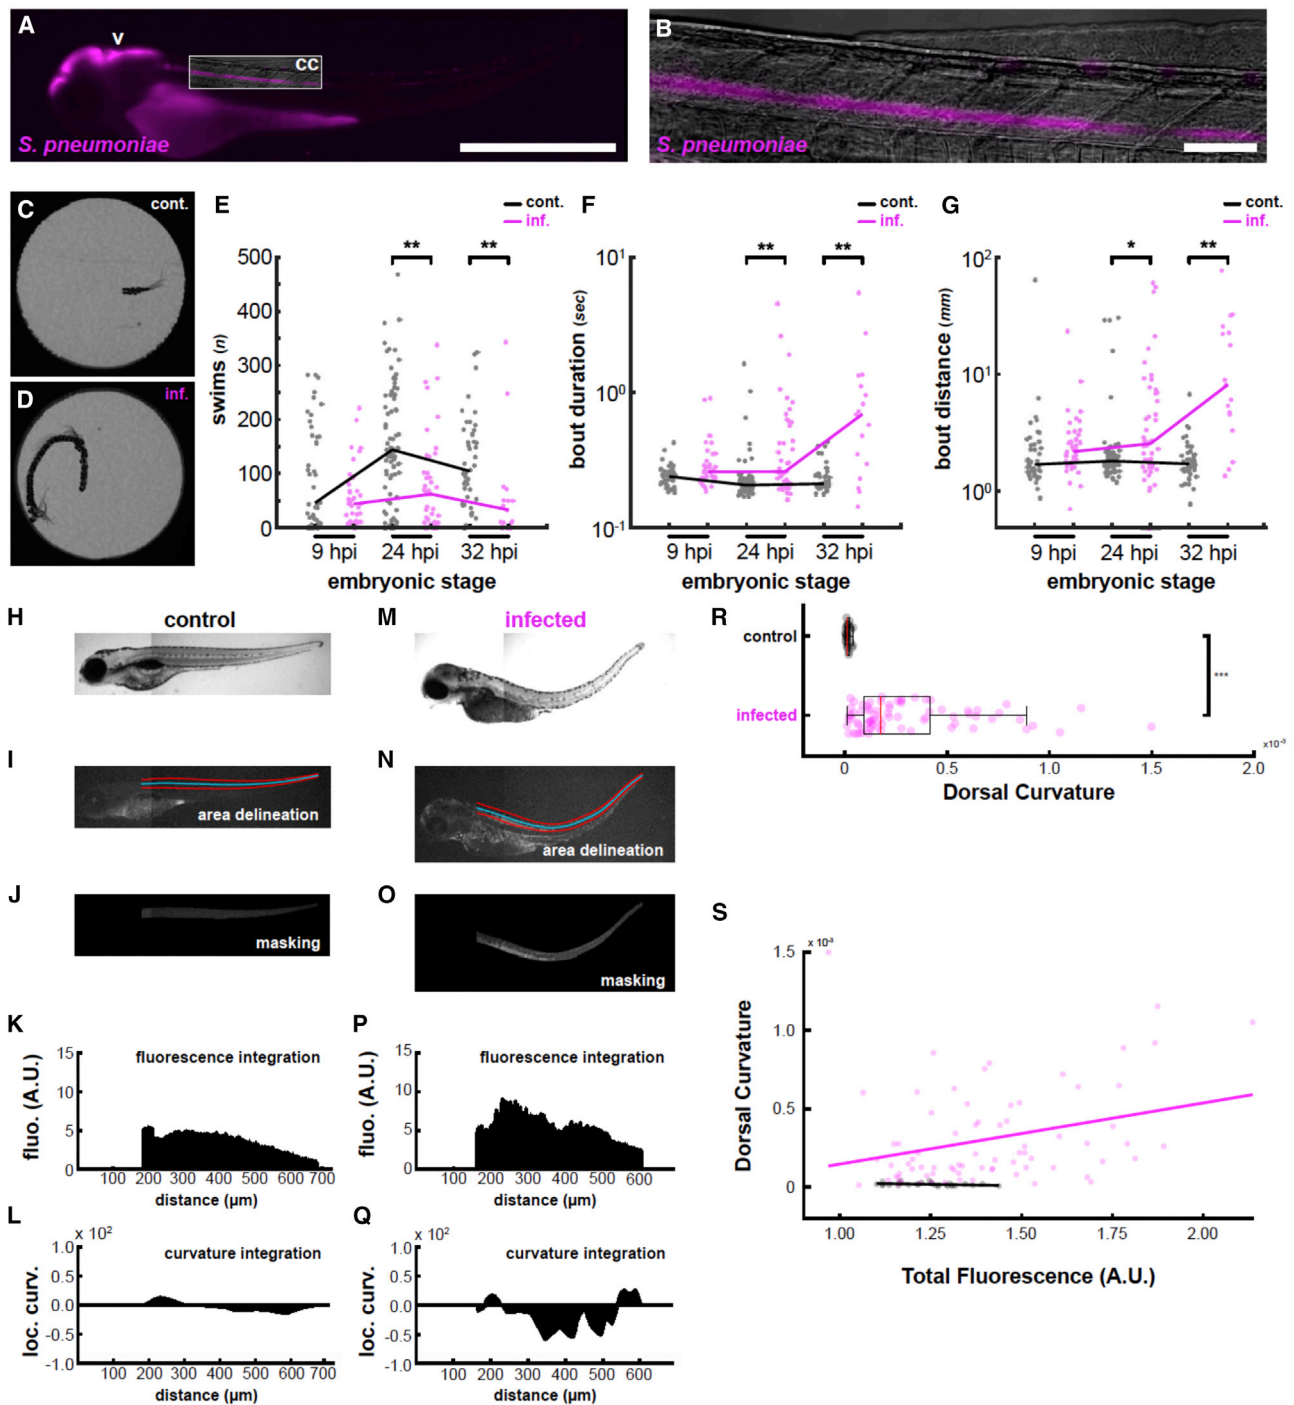 A
v
cc
S. pneumoniae
B
S. pneumoniae
C
cont.
D
inf.
E
cont.
inf.
**
**
swims (n)
500
400
300
200
100
0
9 hpi
24 hpi
32 hpi
embryonic stage
F
cont.
inf.
**
**
bout duration (sec)
10¹
10⁰
10⁻¹
9 hpi
24 hpi
32 hpi
embryonic stage
G
cont.
inf.
*
**
bout distance (mm)
10²
10¹
10⁰
9 hpi
24 hpi
32 hpi
embryonic stage
H
control
I
area delineation
J
masking
K
fluorescence integration
fluo. (A.U.)
15
10
5
0
100 200 300 400 500 600 700
distance (µm)
L
x 10²
curvature integration
loc. curv.
1.0
0.5
0.0
-0.5
-1.0
100 200 300 400 500 600 700
distance (µm)
M
infected
N
area delineation
O
masking
P
fluorescence integration
fluo. (A.U.)
15
10
5
0
100 200 300 400 500 600
distance (µm)
Q
x 10²
curvature integration
loc. curv.
1.0
0.5
0.0
-0.5
-1.0
100 200 300 400 500 600
distance (µm)
R
control
infected
***
x10⁻³
0 0.5 1.0 1.5 2.0
Dorsal Curvature
S
x 10⁻³
Dorsal Curvature
1.5
1.0
0.5
0
1.00 1.25 1.50 1.75 2.00
Total Fluorescence (A.U.)